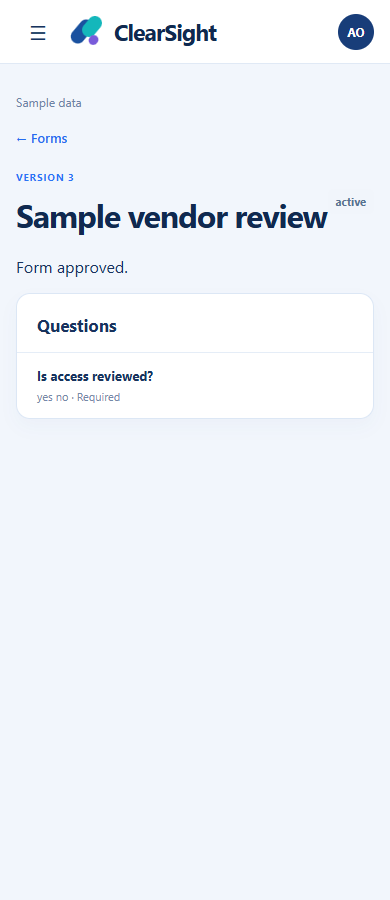 ☰ ClearSight AO
Sample data
← Forms
VERSION 3
Sample vendor review active
Form approved.
Questions
Is access reviewed?
yes no · Required